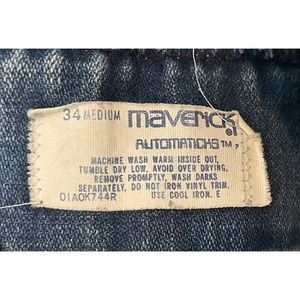 34 MEDIUM maverick
AUTOMATICKS™,
MACHINE WASH WARM INSIDE OUT,
TUMBLE DRY LOW, AVOID OVER DRYING,
REMOVE PROMPTLY, WASH DARKS
SEPARATELY, DO NOT IRON VINYL TRIM,
01A0K744R USE COOL IRON. E